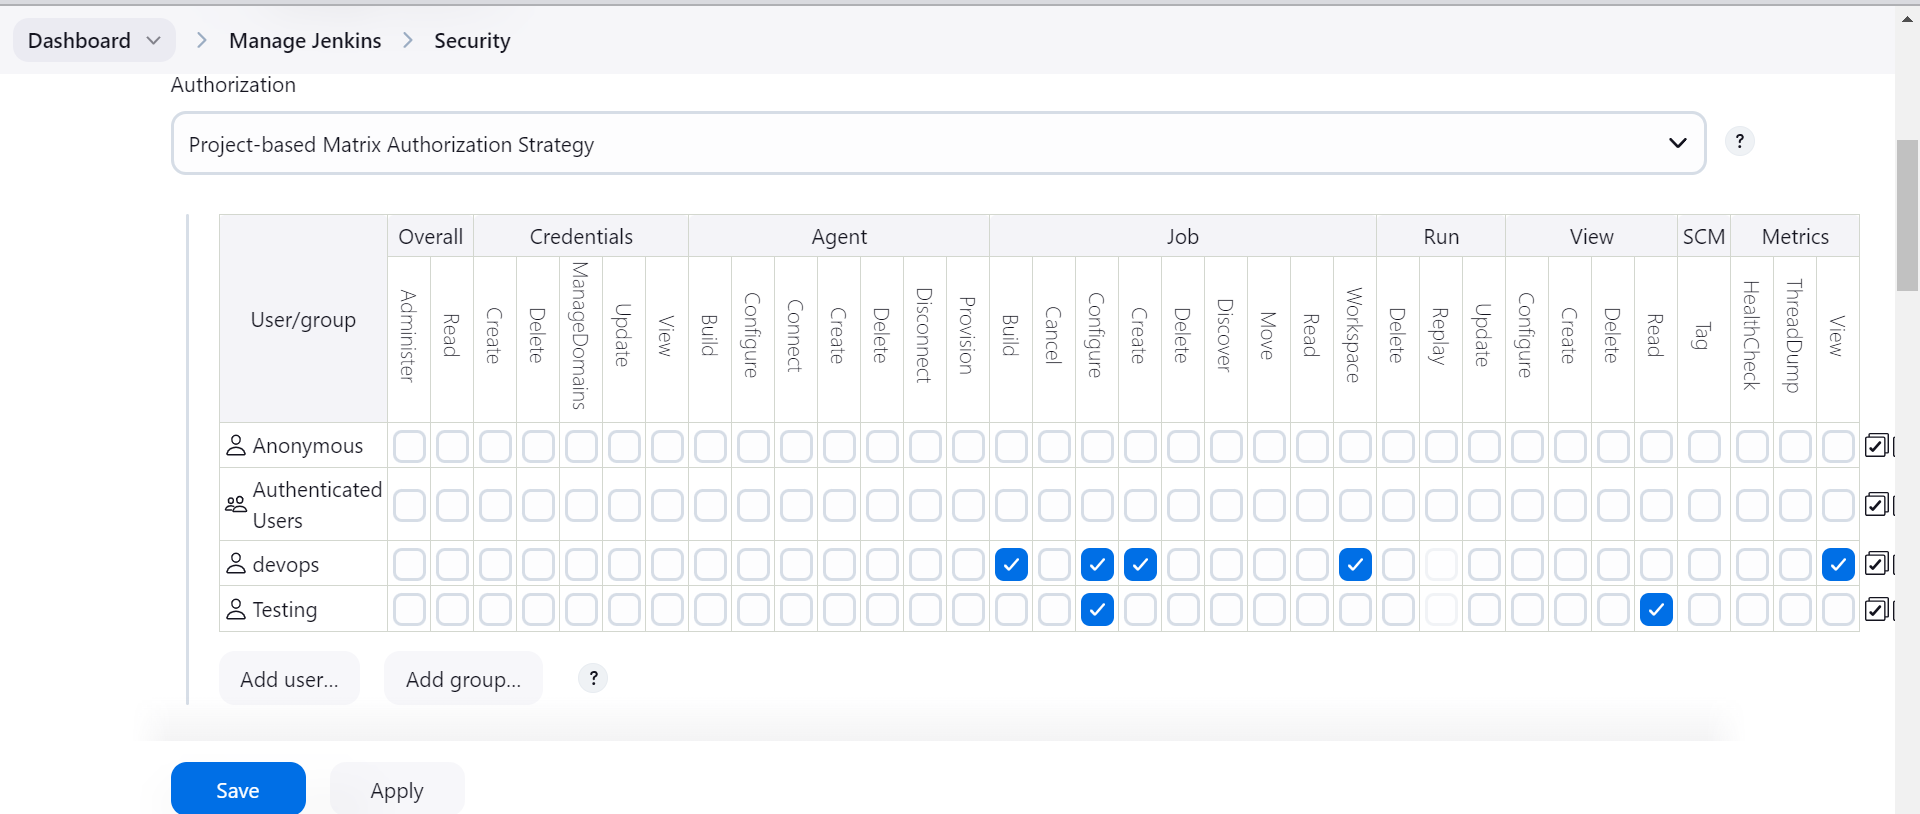 Dashboard
Manage Jenkins
Security
Authorization
Project-based Matrix Authorization Strategy
?
User/group
Overall
Credentials
Agent
Job
Run
View
SCM
Metrics
Administer
Read
Create
Delete
ManageDomains
Update
View
Build
Configure
Connect
Create
Delete
Disconnect
Provision
Build
Cancel
Configure
Create
Delete
Discover
Move
Read
Workspace
Delete
Replay
Update
Configure
Create
Delete
Read
Tag
HealthCheck
ThreadDump
View
Anonymous
Authenticated
Users
devops
Testing
Add user...
Add group...
?
Save
Apply